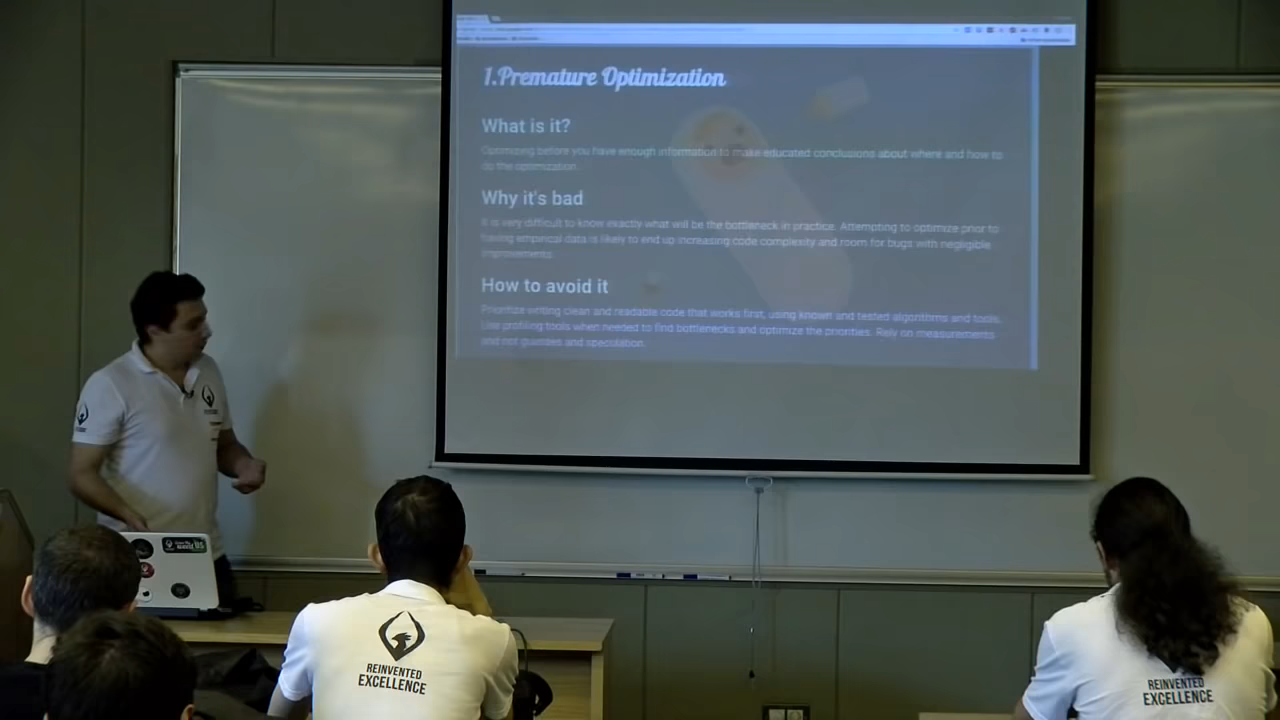 1.Premature Optimization
What is it?
Optimizing before you have enough information to make educated conclusions about where and how to
do the optimization.
Why it's bad
It is very difficult to know exactly what will be the bottleneck in practice. Attempting to optimize prior to
having empirical data is likely to end up increasing code complexity and room for bugs with negligible
improvements.
How to avoid it
Prioritize writing clean and readable code that works first, using known and tested algorithms and tools.
Use profiling tools when needed to find bottlenecks and optimize the priorities. Rely on measurements
and not guesses and speculation.
REINVENTED
EXCELLENCE
REINVENTED
EXCELLENCE